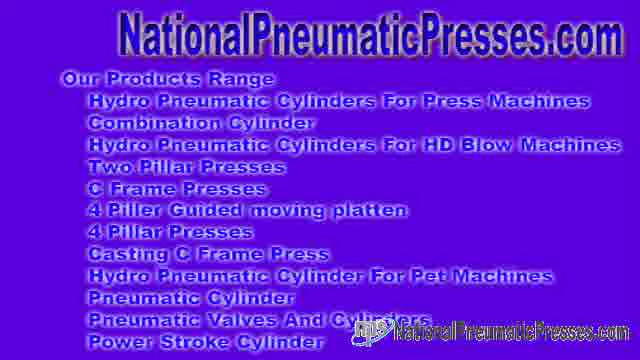 NationalPneumaticPresses.com
Our Products Range
Hydro Pneumatic Cylinders For Press Machines
Combination Cylinder
Hydro Pneumatic Cylinders For HD Blow Machines
Two Pillar Presses
C Frame Presses
4 Piller Guided moving platten
4 Pillar Presses
Casting C Frame Press
Hydro Pneumatic Cylinder For Pet Machines
Pneumatic Cylinder
Pneumatic Valves And Cylinders
NationalPneumaticPresses.com
Power Stroke Cylinder